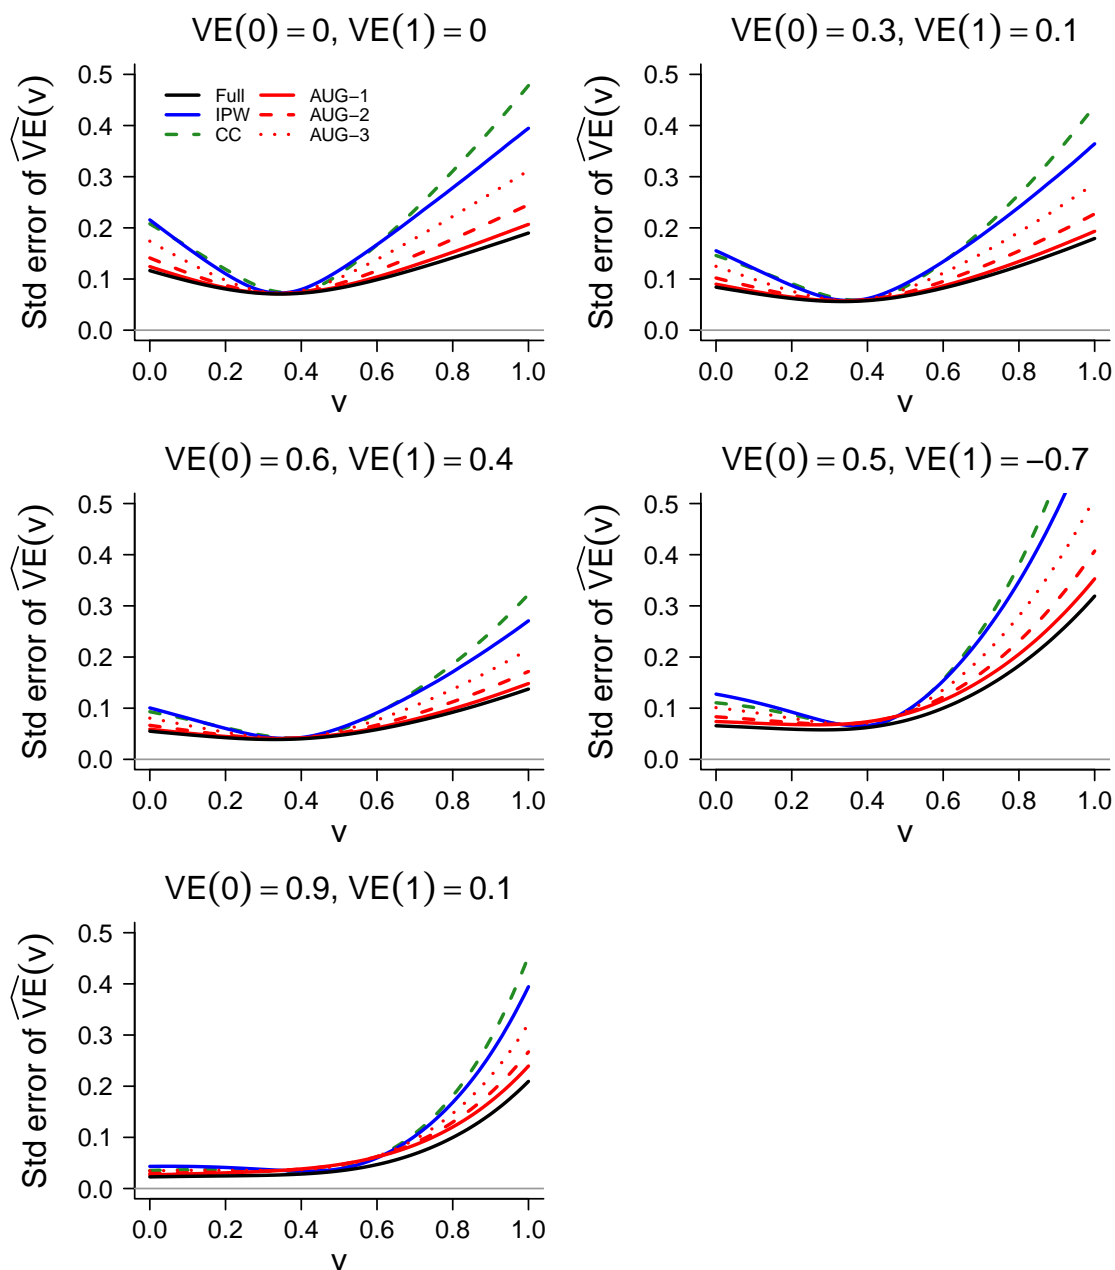 VE(0) = 0, VE(1) = 0
Std error of V̂E(v)
0.5
0.4
0.3
0.2
0.1
0.0
Full
IPW
CC
AUG−1
AUG−2
AUG−3
0.0 0.2 0.4 0.6 0.8 1.0
v
VE(0) = 0.3, VE(1) = 0.1
Std error of V̂E(v)
0.5
0.4
0.3
0.2
0.1
0.0
0.0 0.2 0.4 0.6 0.8 1.0
v
VE(0) = 0.6, VE(1) = 0.4
Std error of V̂E(v)
0.5
0.4
0.3
0.2
0.1
0.0
0.0 0.2 0.4 0.6 0.8 1.0
v
VE(0) = 0.5, VE(1) = −0.7
Std error of V̂E(v)
0.5
0.4
0.3
0.2
0.1
0.0
0.0 0.2 0.4 0.6 0.8 1.0
v
VE(0) = 0.9, VE(1) = 0.1
Std error of V̂E(v)
0.5
0.4
0.3
0.2
0.1
0.0
0.0 0.2 0.4 0.6 0.8 1.0
v